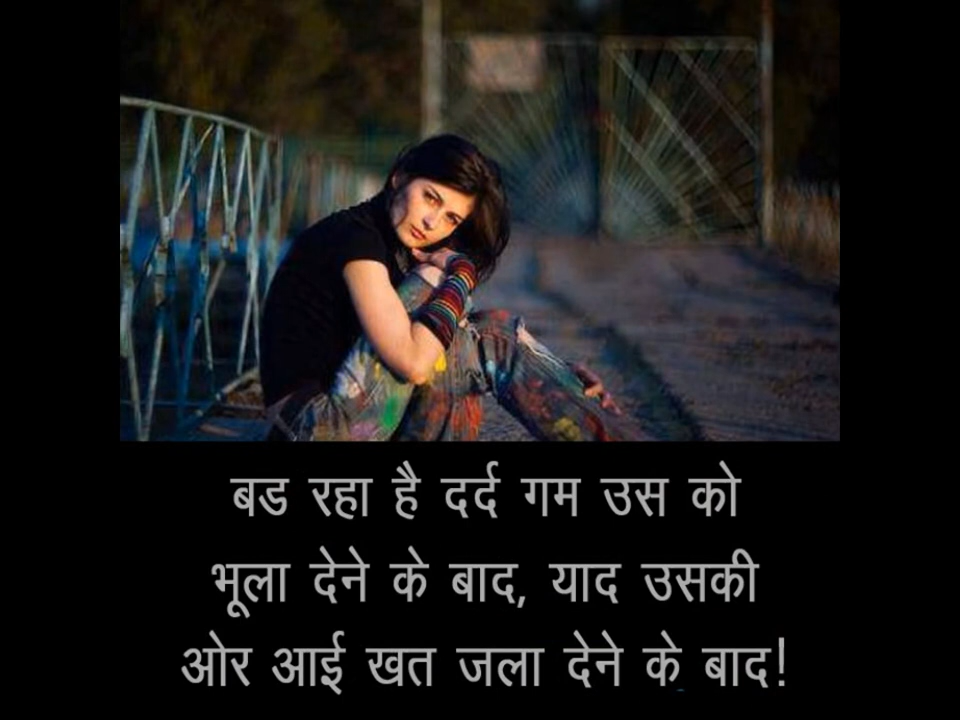 बड रहा है दर्द गम उस को
भूला देने के बाद, याद उसकी
ओर आई खत जला देने के बाद!